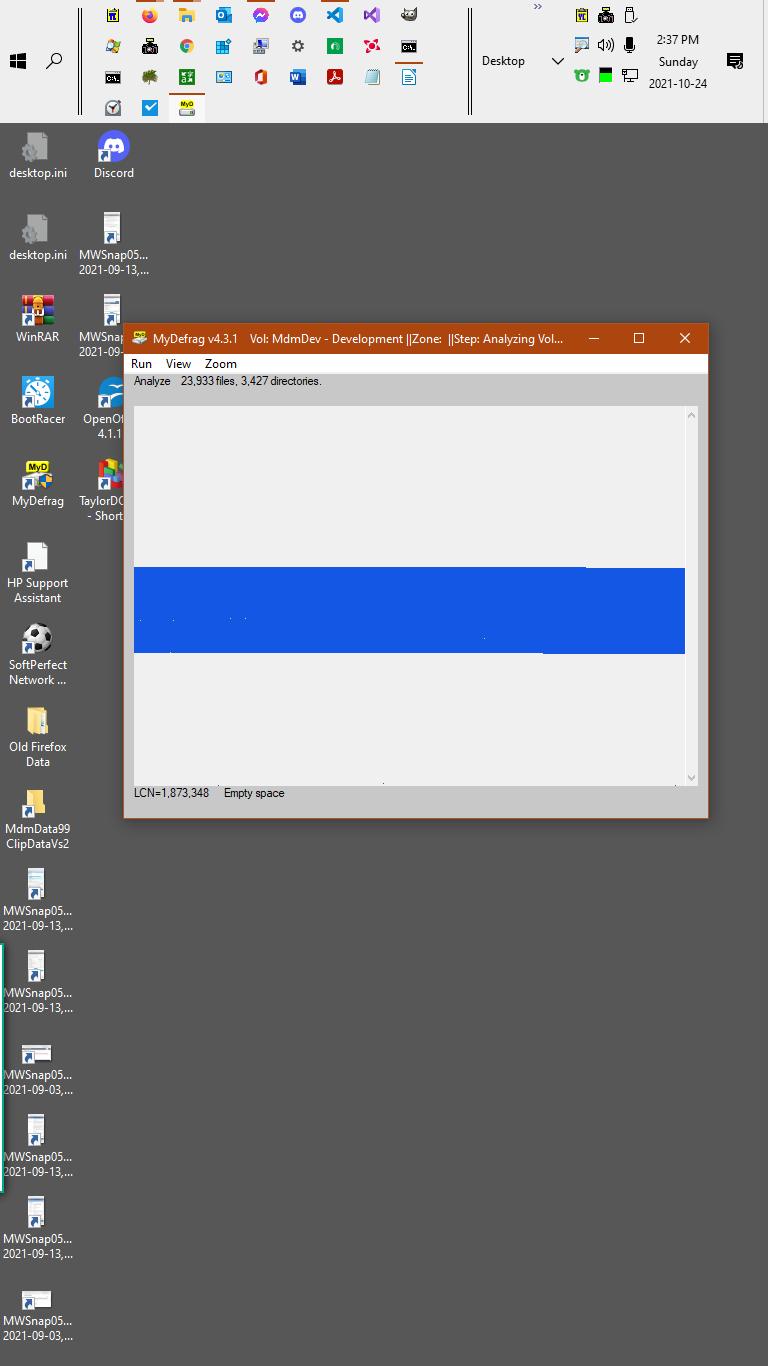 »
2:37 PM
Desktop
Sunday
2021-10-24
MyD
desktop.ini
Discord
desktop.ini
MWSnap05...
2021-09-13,...
WinRAR
MWSnap
2021-09-
MyDefrag v4.3.1 Vol: MdmDev - Development ||Zone: ||Step: Analyzing Vol...
Run View Zoom
Analyze 23,933 files, 3,427 directories.
BootRacer
OpenOf
4.1.1
MyD
MyDefrag
TaylorDC
- Short
HP Support
Assistant
SoftPerfect
Network ...
Old Firefox
Data
LCN=1,873,348 Empty space
MdmData99
ClipDataVs2
MWSnap05...
2021-09-13,...
MWSnap05...
2021-09-13,...
MWSnap05...
2021-09-03,...
MWSnap05...
2021-09-13,...
MWSnap05...
2021-09-13,...
MWSnap05...
2021-09-03,...